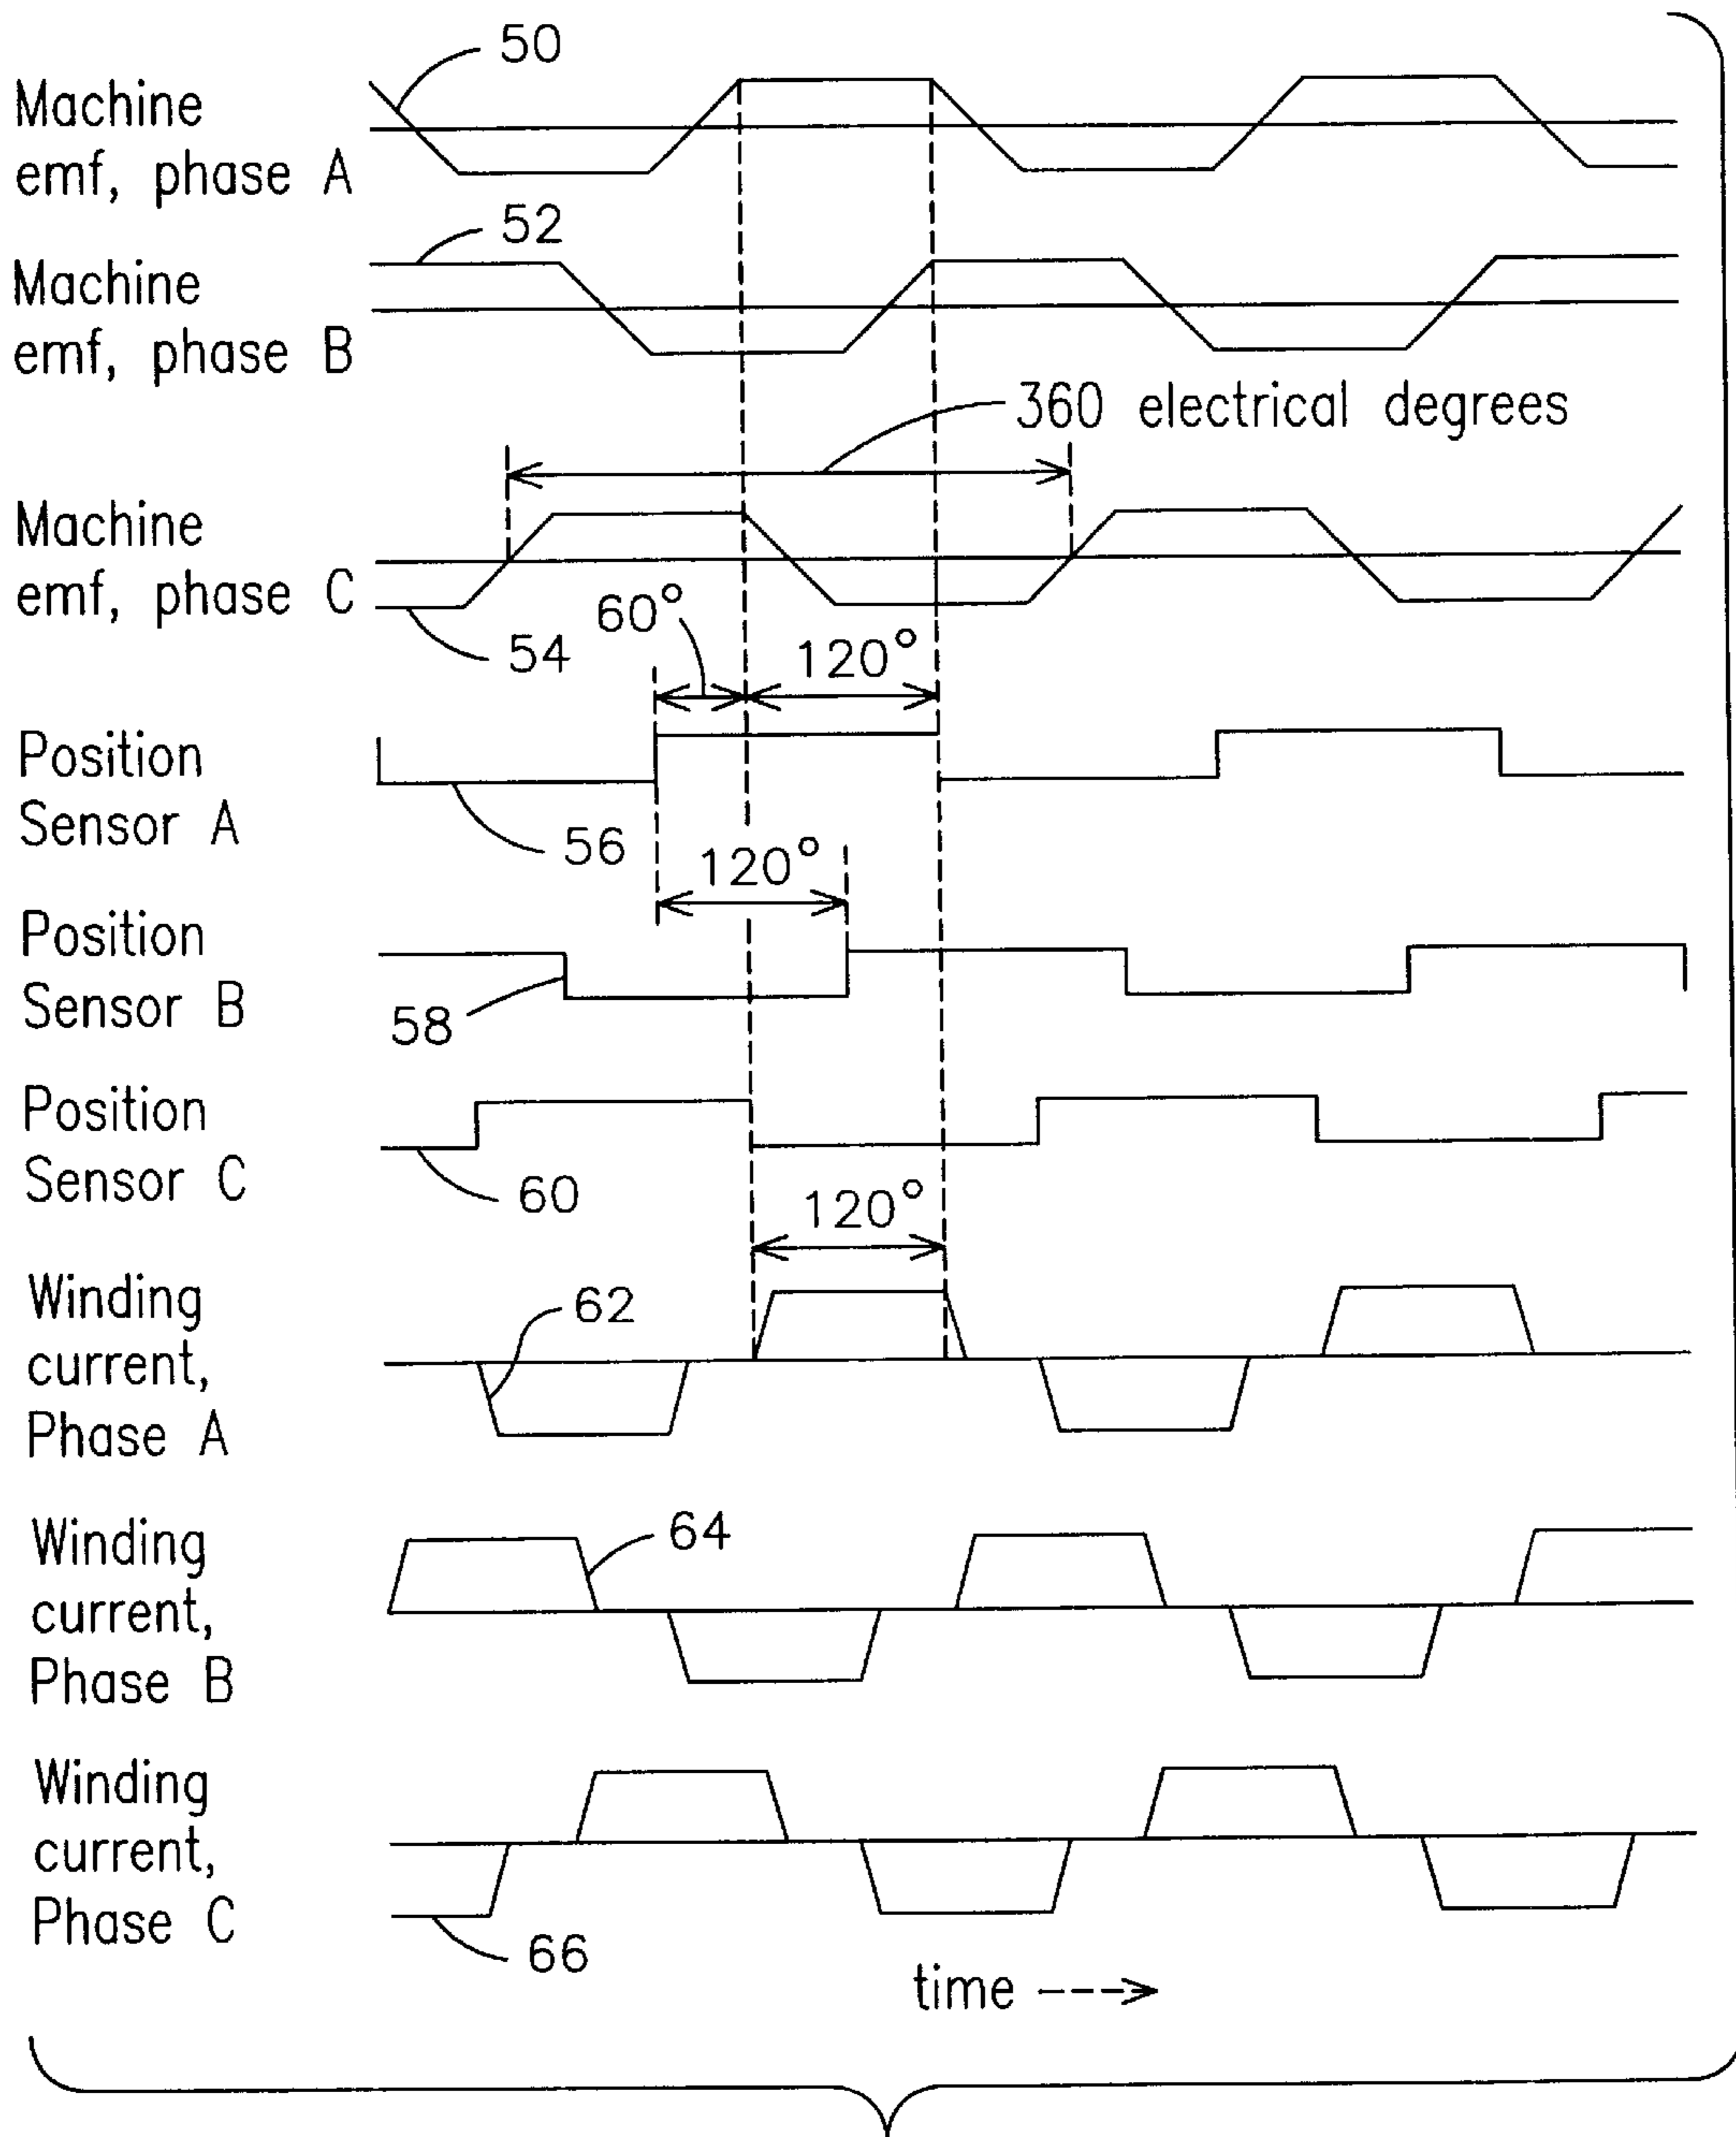 50
Machine
emf, phase A
52
Machine
emf, phase B
360 electrical degrees
Machine
emf, phase C
54
60°
120°
Position
Sensor A
56
120°
Position
Sensor B
58
Position
Sensor C
60
120°
Winding
current,
Phase A
62
Winding
current,
Phase B
64
Winding
current,
Phase C
66
time